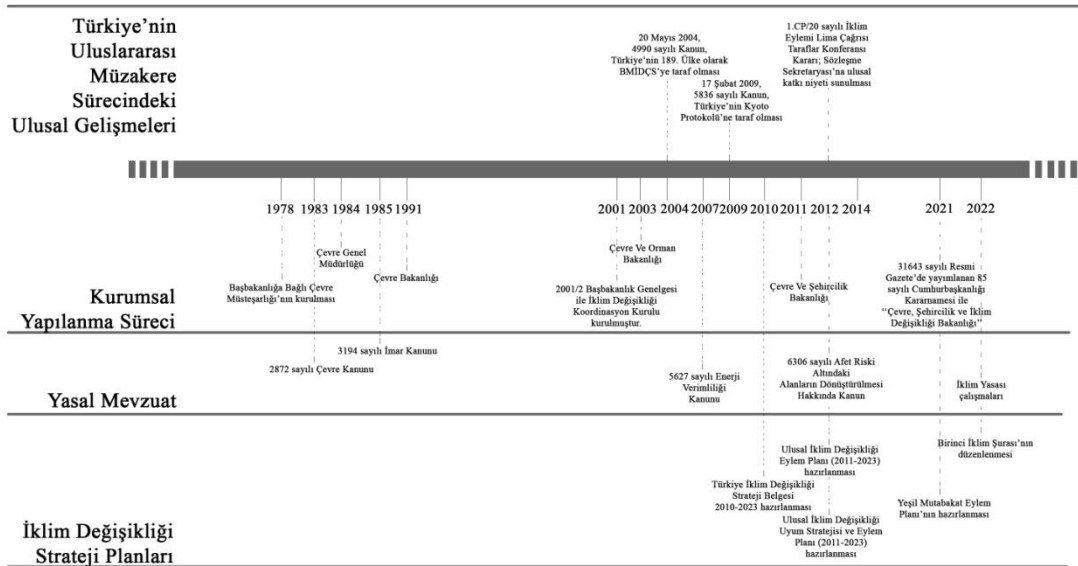 Türkiye'nin
Uluslararası
Müzakere
Sürecindeki
Ulusal Gelişmeleri
20 Mayıs 2004,
4990 sayılı Kanun,
Türkiye'nin 189. Ülke olarak
BMİDÇS'ye taraf olması
17 Şubat 2009,
5836 sayılı Kanun,
Türkiye'nin Kyoto
Protokolü'ne taraf olması
1.CP/20 sayılı İklim
Eylemi Lima Çağrısı
Taraflar Konferansı
Kararı; Sözleşme
Sekretaryası'na ulusal
katkı niyeti sunulması
1978 1983 1984 1985 1991 2001 2003 2004 2007 2009 2010 2011 2012 2014 2021 2022
Kurumsal
Yapılanma Süreci
Başbakanlığa Bağlı Çevre
Müsteşarlığı'nın kurulması
Çevre Genel
Müdürlüğü
Çevre Bakanlığı
2001/2 Başbakanlık Genelgesi
ile İklim Değişikliği
Koordinasyon Kurulu
kurulmuştur.
Çevre Ve Orman
Bakanlığı
Çevre Ve Şehircilik
Bakanlığı
31643 sayılı Resmi
Gazete'de yayımlanan 85
sayılı Cumhurbaşkanlığı
Kararnamesi ile
"Çevre, Şehircilik ve İklim
Değişikliği Bakanlığı"
Yasal Mevzuat
2872 sayılı Çevre Kanunu
3194 sayılı İmar Kanunu
5627 sayılı Enerji
Verimliliği
Kanunu
6306 sayılı Afet Riski
Altındaki
Alanların Dönüştürülmesi
Hakkında Kanun
İklim Yasası
çalışmaları
İklim Değişikliği
Strateji Planları
Türkiye İklim Değişikliği
Strateji Belgesi
2010-2023 hazırlanması
Ulusal İklim Değişikliği
Eylem Planı (2011-2023)
hazırlanması
Ulusal İklim Değişikliği
Uyum Stratejisi ve Eylem
Planı (2011-2023)
hazırlanması
Yeşil Mutabakat Eylem
Planı'nın hazırlanması
Birinci İklim Şurası'nın
düzenlenmesi